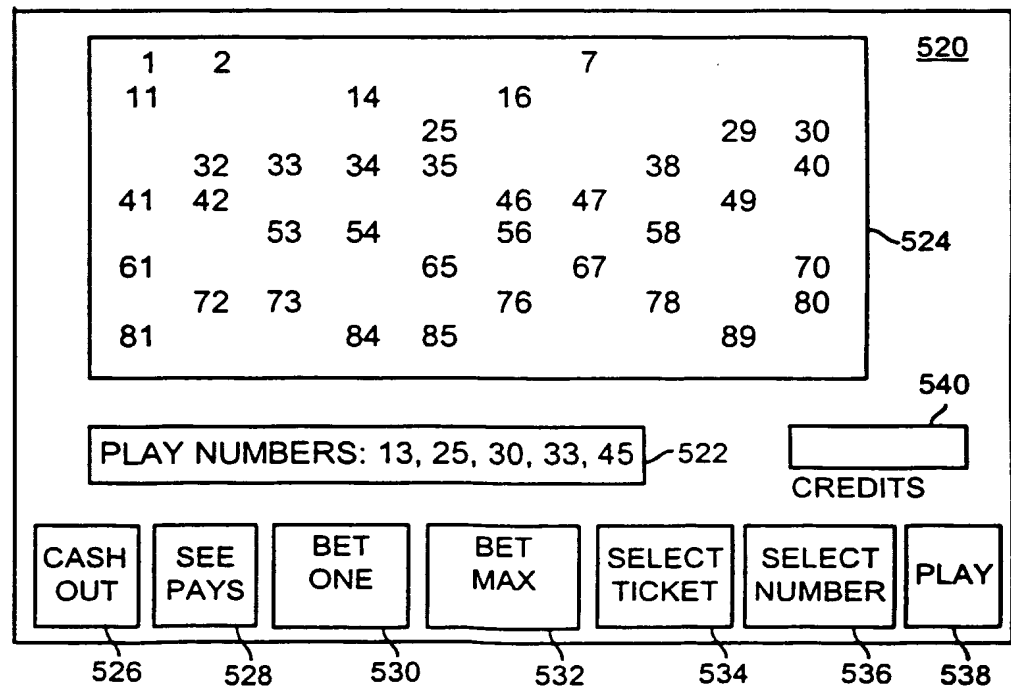 520
1 2 7
11 14 16
25 29 30
32 33 34 35 38 40
41 42 46 47 49
53 54 56 58
524
61 65 67 70
72 73 76 78 80
81 84 85 89
540
PLAY NUMBERS: 13, 25, 30, 33, 45
522
CREDITS
CASH OUT
SEE PAYS
BET ONE
BET MAX
SELECT TICKET
SELECT NUMBER
PLAY
526 528 530 532 534 536 538